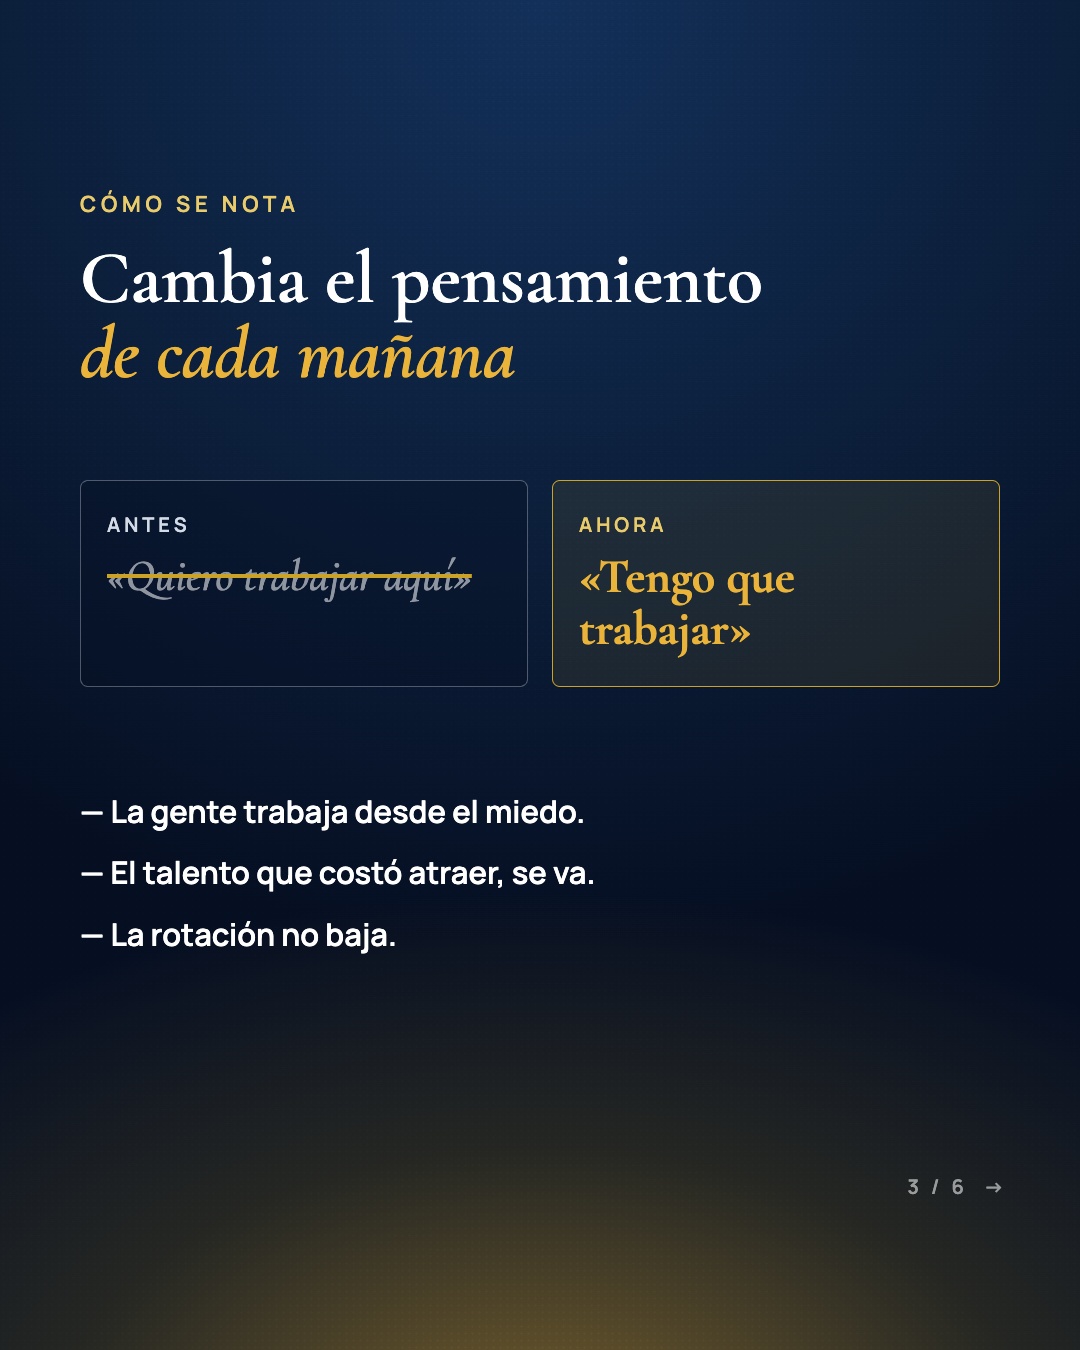 CÓMO SE NOTA
Cambia el pensamiento
de cada mañana
ANTES
«Quiero trabajar aquí»
AHORA
«Tengo que
trabajar»
— La gente trabaja desde el miedo.
— El talento que costó atraer, se va.
— La rotación no baja.
3 / 6 →